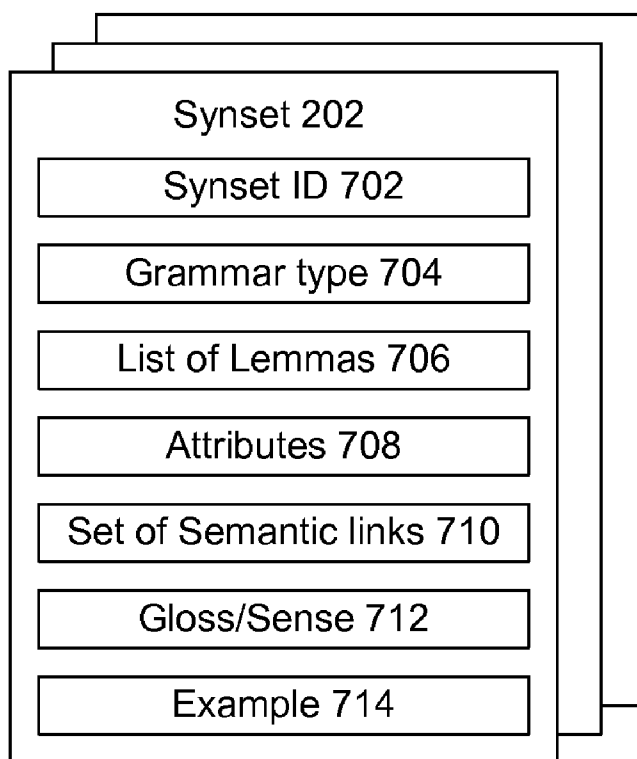 Synset 202
Synset ID 702
Grammar type 704
List of Lemmas 706
Attributes 708
Set of Semantic links 710
Gloss/Sense 712
Example 714